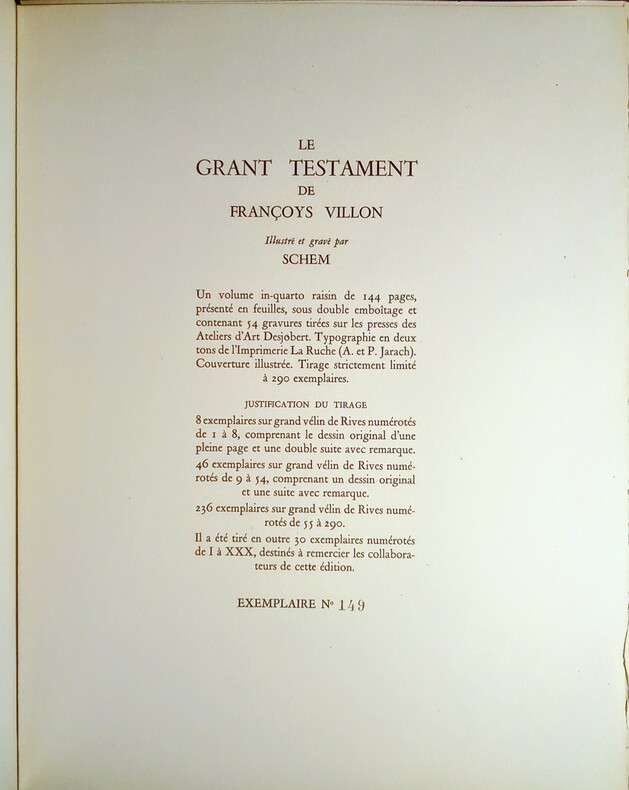 LE
GRANT TESTAMENT
DE
FRANÇOYS VILLON
Illustré et gravé par
SCHEM
Un volume in-quarto raisin de 144 pages,
présenté en feuilles, sous double emboîtage et
contenant 54 gravures tirées sur les presses des
Ateliers d'Art Desjobert. Typographie en deux
tons de l'Imprimerie La Ruche (A. et P. Jarach).
Couverture illustrée. Tirage strictement limité
à 290 exemplaires.
JUSTIFICATION DU TIRAGE
8 exemplaires sur grand vélin de Rives numérotés
de 1 à 8, comprenant le dessin original d'une
pleine page et une double suite avec remarque.
46 exemplaires sur grand vélin de Rives numé-
rotés de 9 à 54, comprenant un dessin original
et une suite avec remarque.
236 exemplaires sur grand vélin de Rives numé-
rotés de 55 à 290.
Il a été tiré en outre 30 exemplaires numérotés
de I à XXX, destinés à remercier les collabora-
teurs de cette édition.
EXEMPLAIRE Nº 149